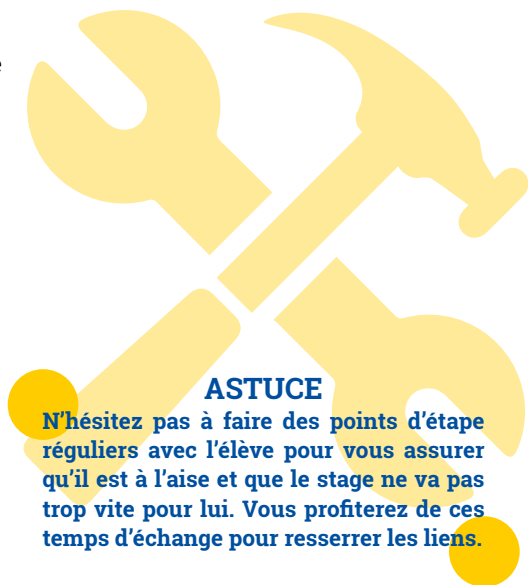 e
ASTUCE
N'hésitez pas à faire des points d'étape
réguliers avec l'élève pour vous assurer
qu'il est à l'aise et que le stage ne va pas
trop vite pour lui. Vous profiterez de ces
temps d'échange pour resserrer les liens.